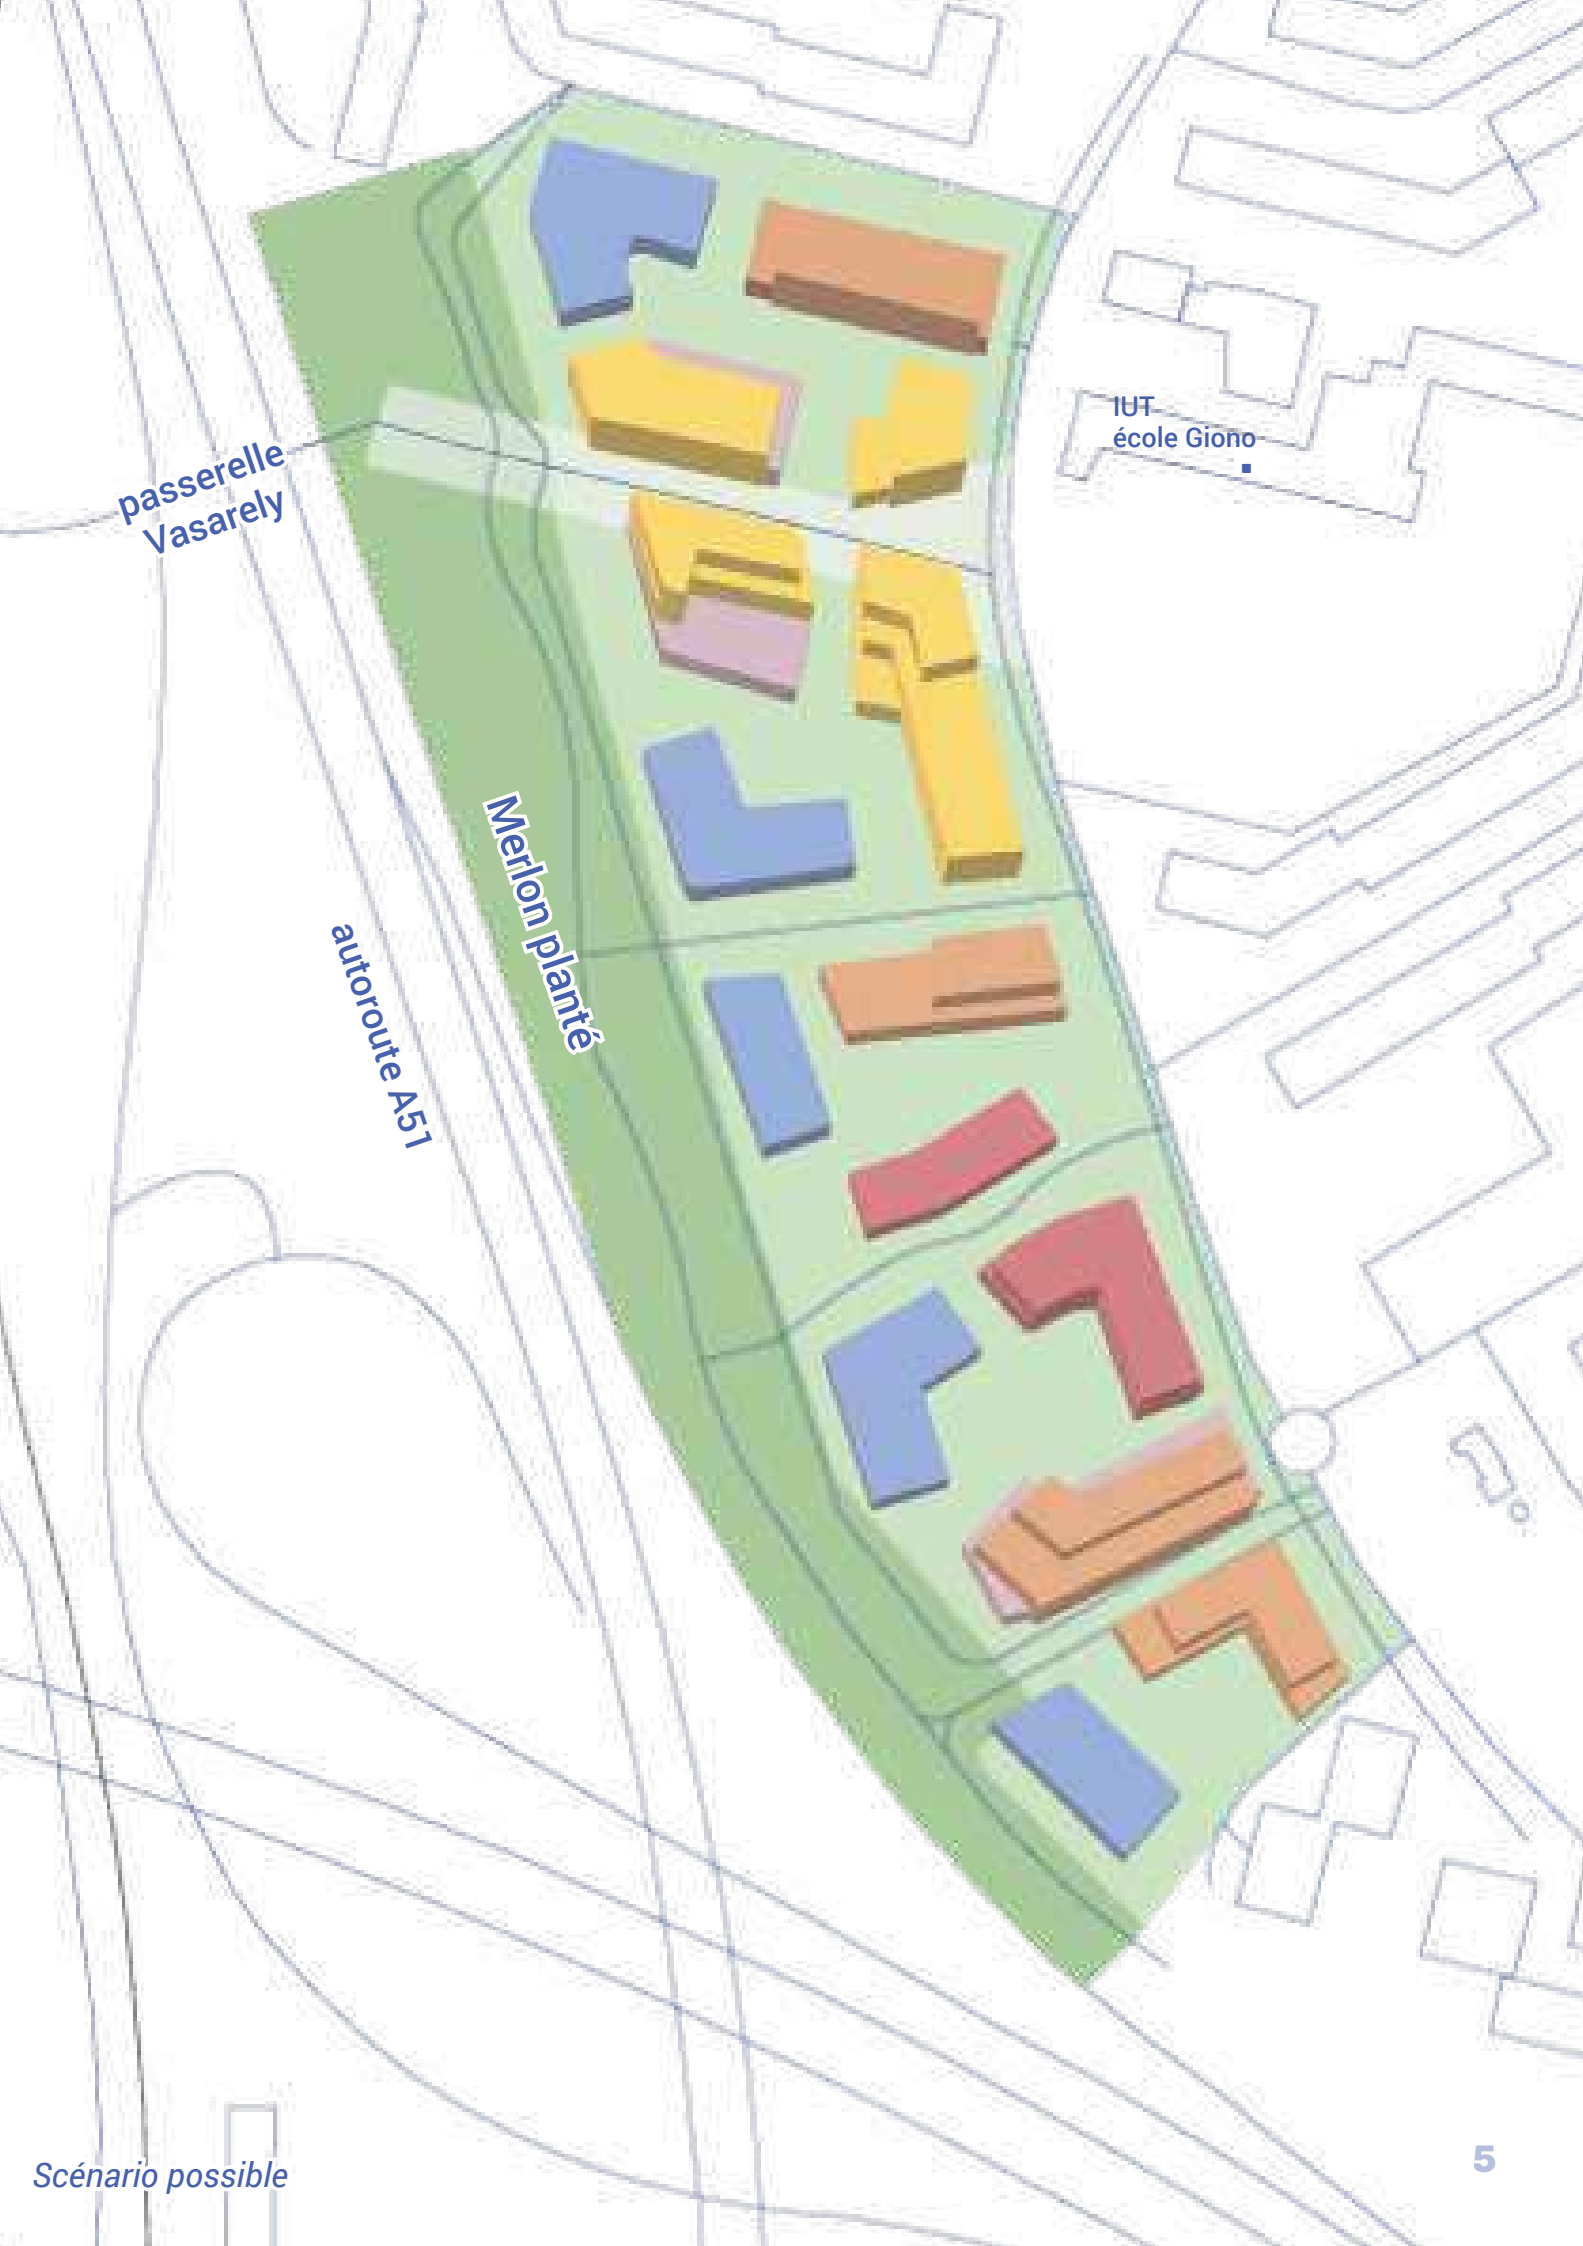 IUT
école Giono
passerelle
Vasarely
Merlon planté
autoroute A51
Scénario possible
5